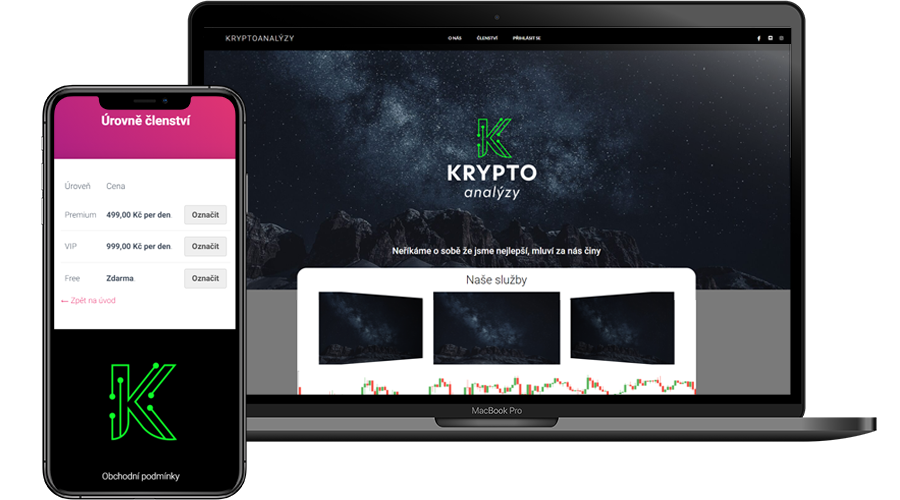 KRYPTOANALÝZY
O NÁS ČLENSTVÍ PŘIHLÁSIT SE
KRYPTO
analýzy
Neříkáme o sobě že jsme nejlepší, mluví za nás činy
Naše služby
MacBook Pro
Úrovně členství
Úroveň Cena
Premium 499,00 Kč per den Označit
VIP 999,00 Kč per den Označit
Free Zdarma Označit
← Zpět na úvod
Obchodní podmínky